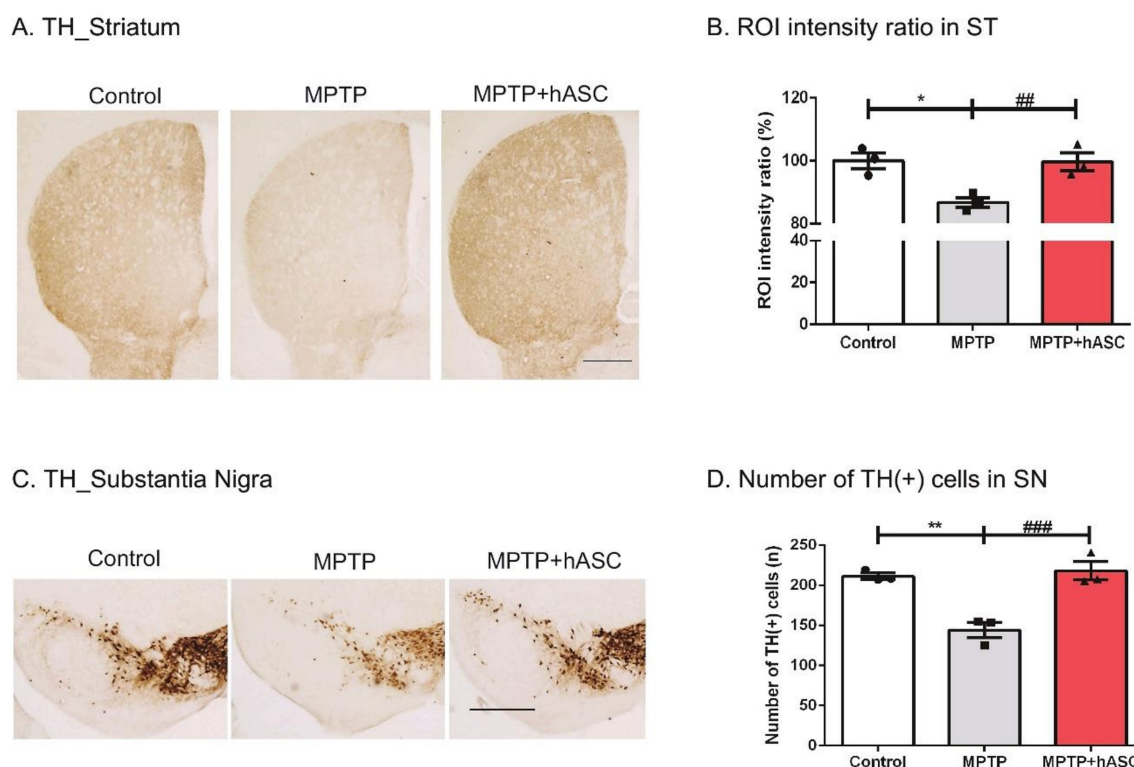 A. TH_Striatum
Control MPTP MPTP+hASC
B. ROI intensity ratio in ST
ROI intensity ratio (%)
120
100
80
40
20
0
* ##
Control MPTP MPTP+hASC
C. TH_Substantia Nigra
Control MPTP MPTP+hASC
D. Number of TH(+) cells in SN
Number of TH(+) cells (n)
250
200
150
100
50
0
** ###
Control MPTP MPTP+hASC